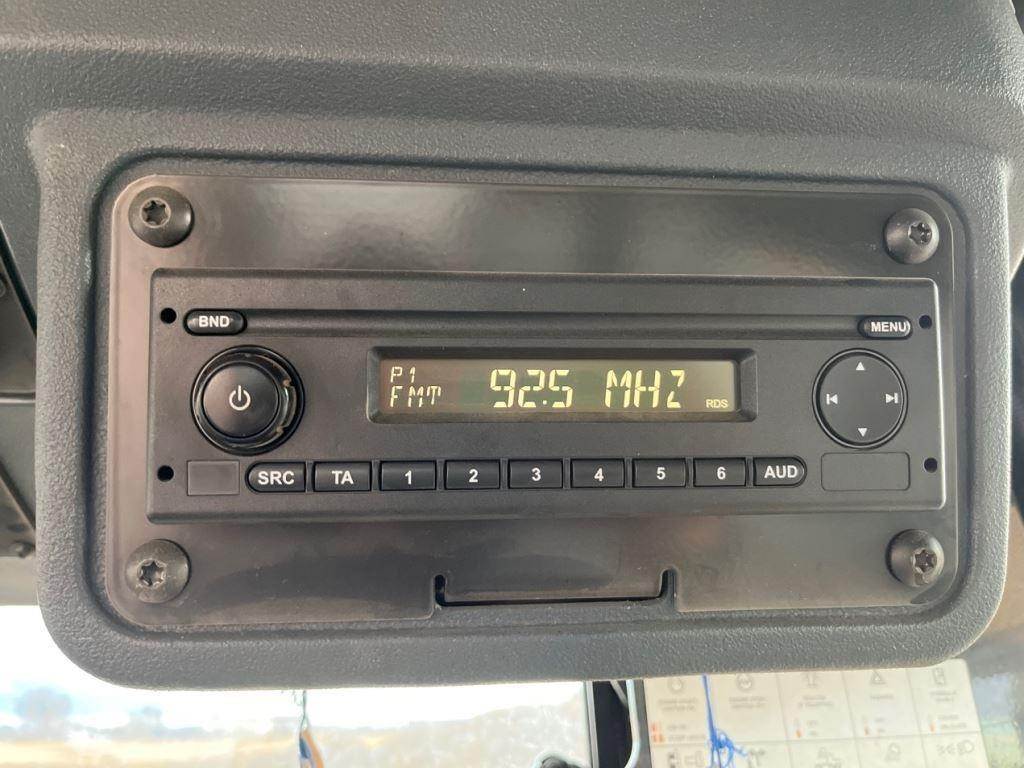 BND
MENU
P1
FMT 92.5 MHZ RDS
SRC TA 1 2 3 4 5 6 AUD